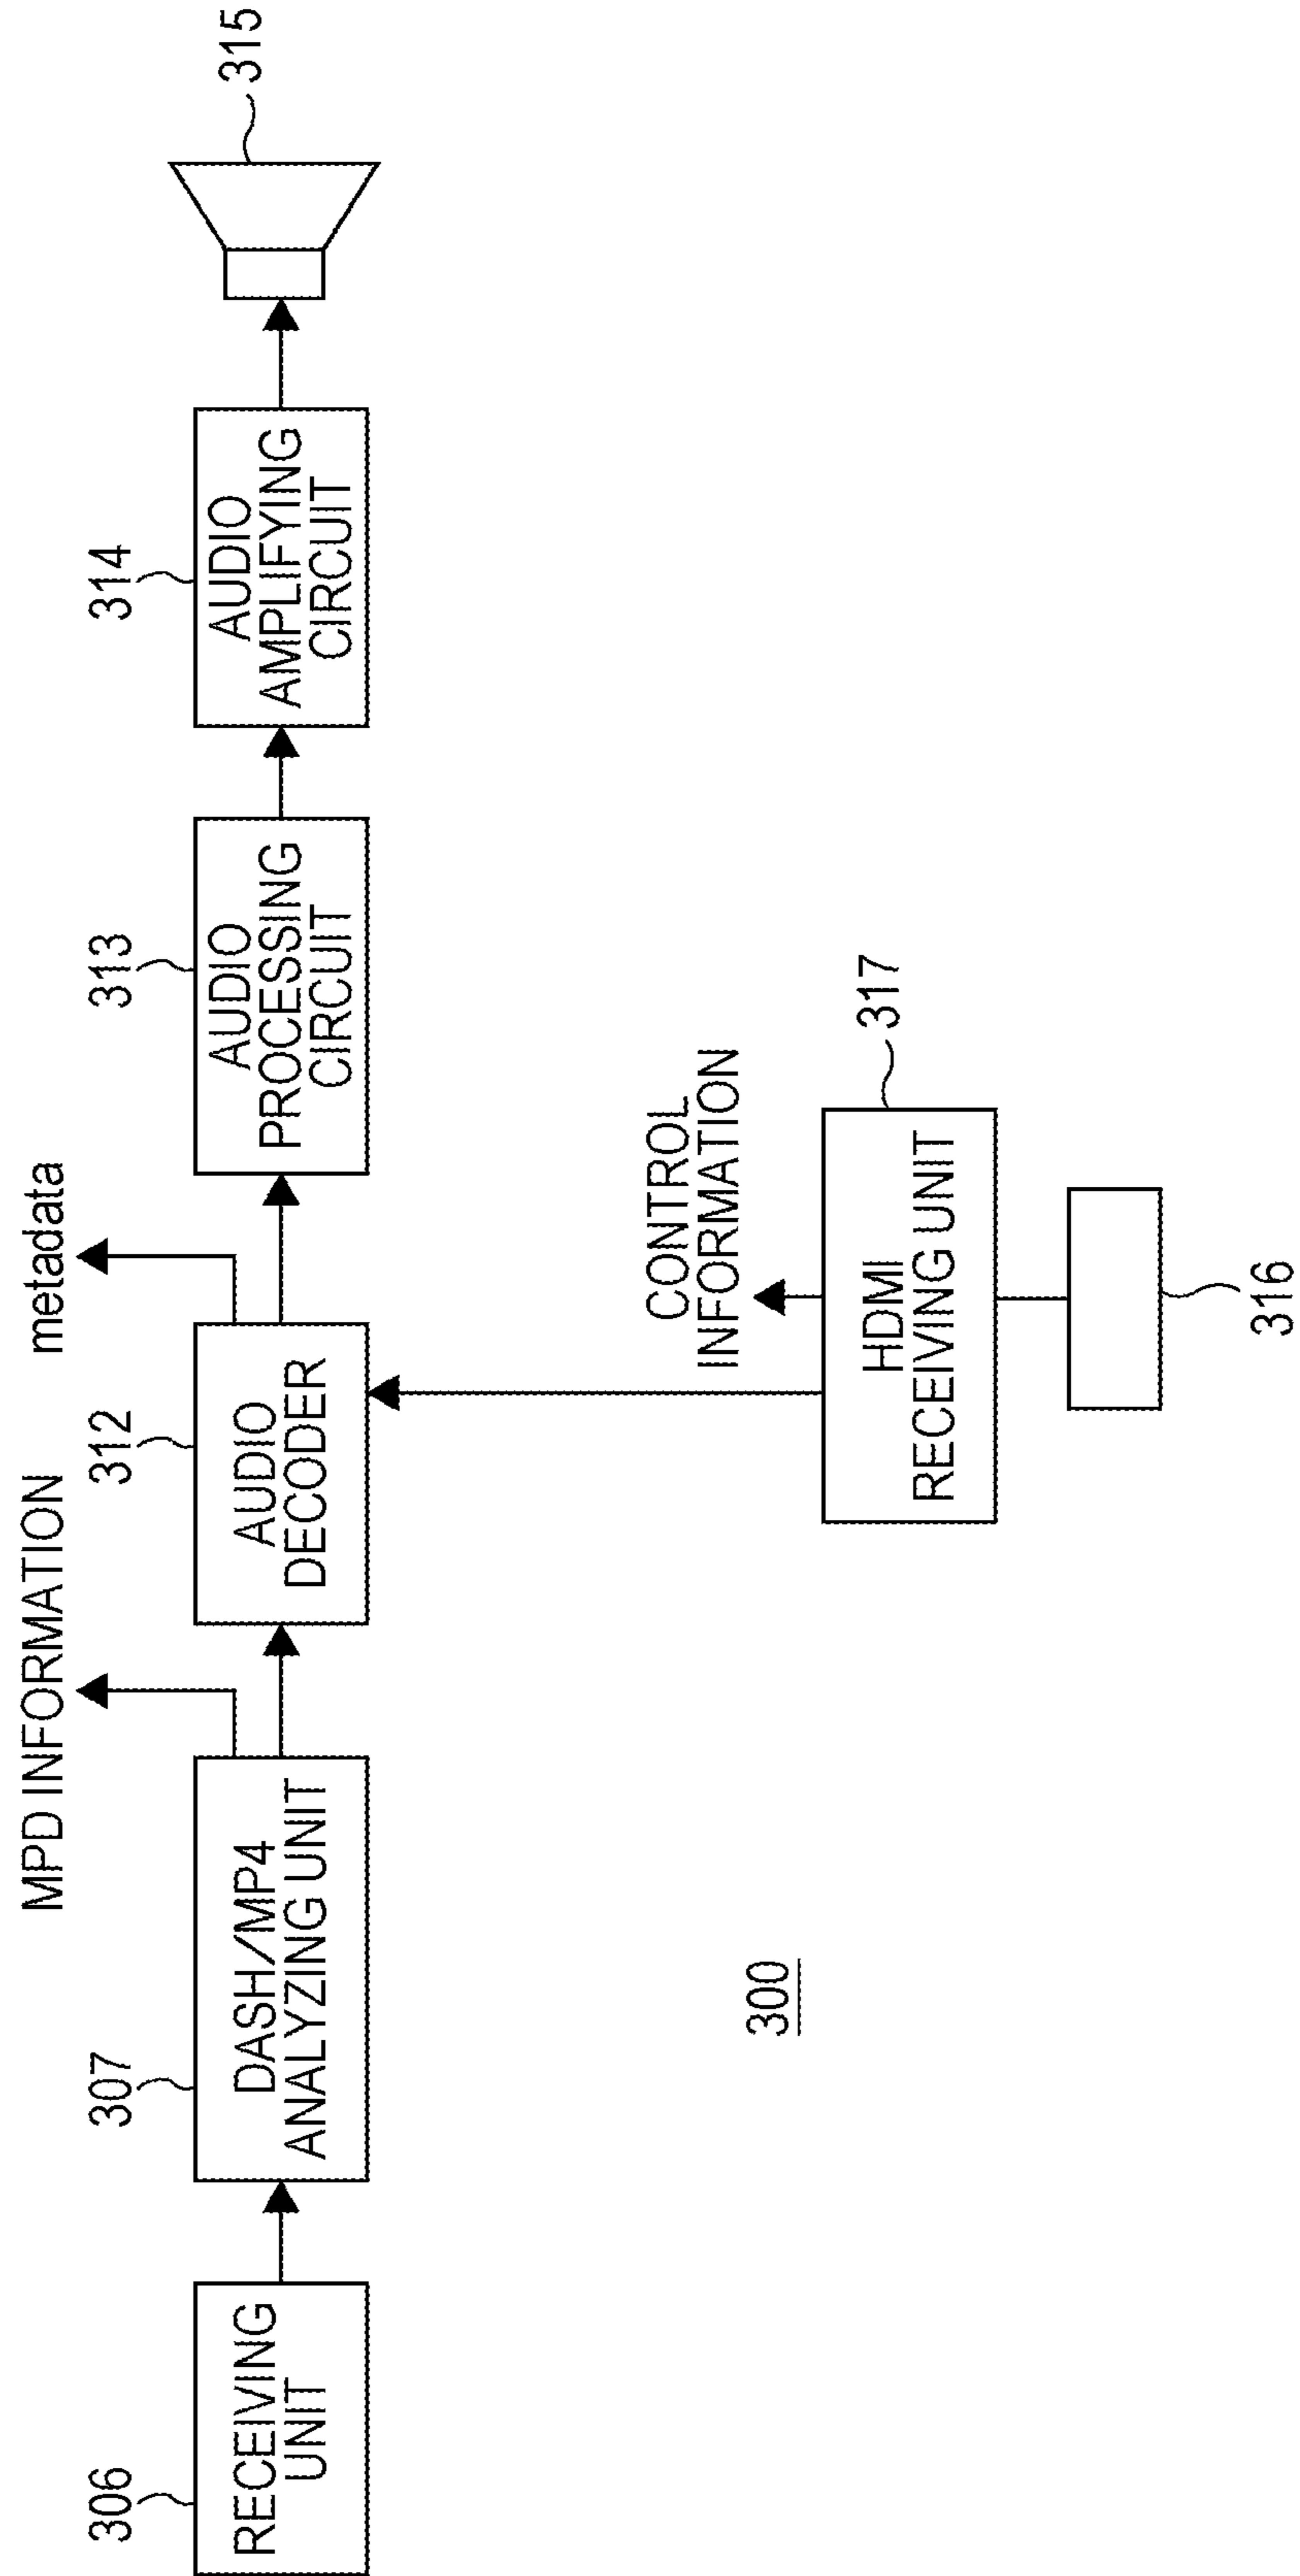 MPD INFORMATION
metadata
306
307
312
313
314
315
RECEIVING
UNIT
DASH/MP4
ANALYZING UNIT
AUDIO
DECODER
AUDIO
PROCESSING
CIRCUIT
AUDIO
AMPLIFYING
CIRCUIT
CONTROL
INFORMATION
300
317
HDMI
RECEIVING UNIT
316